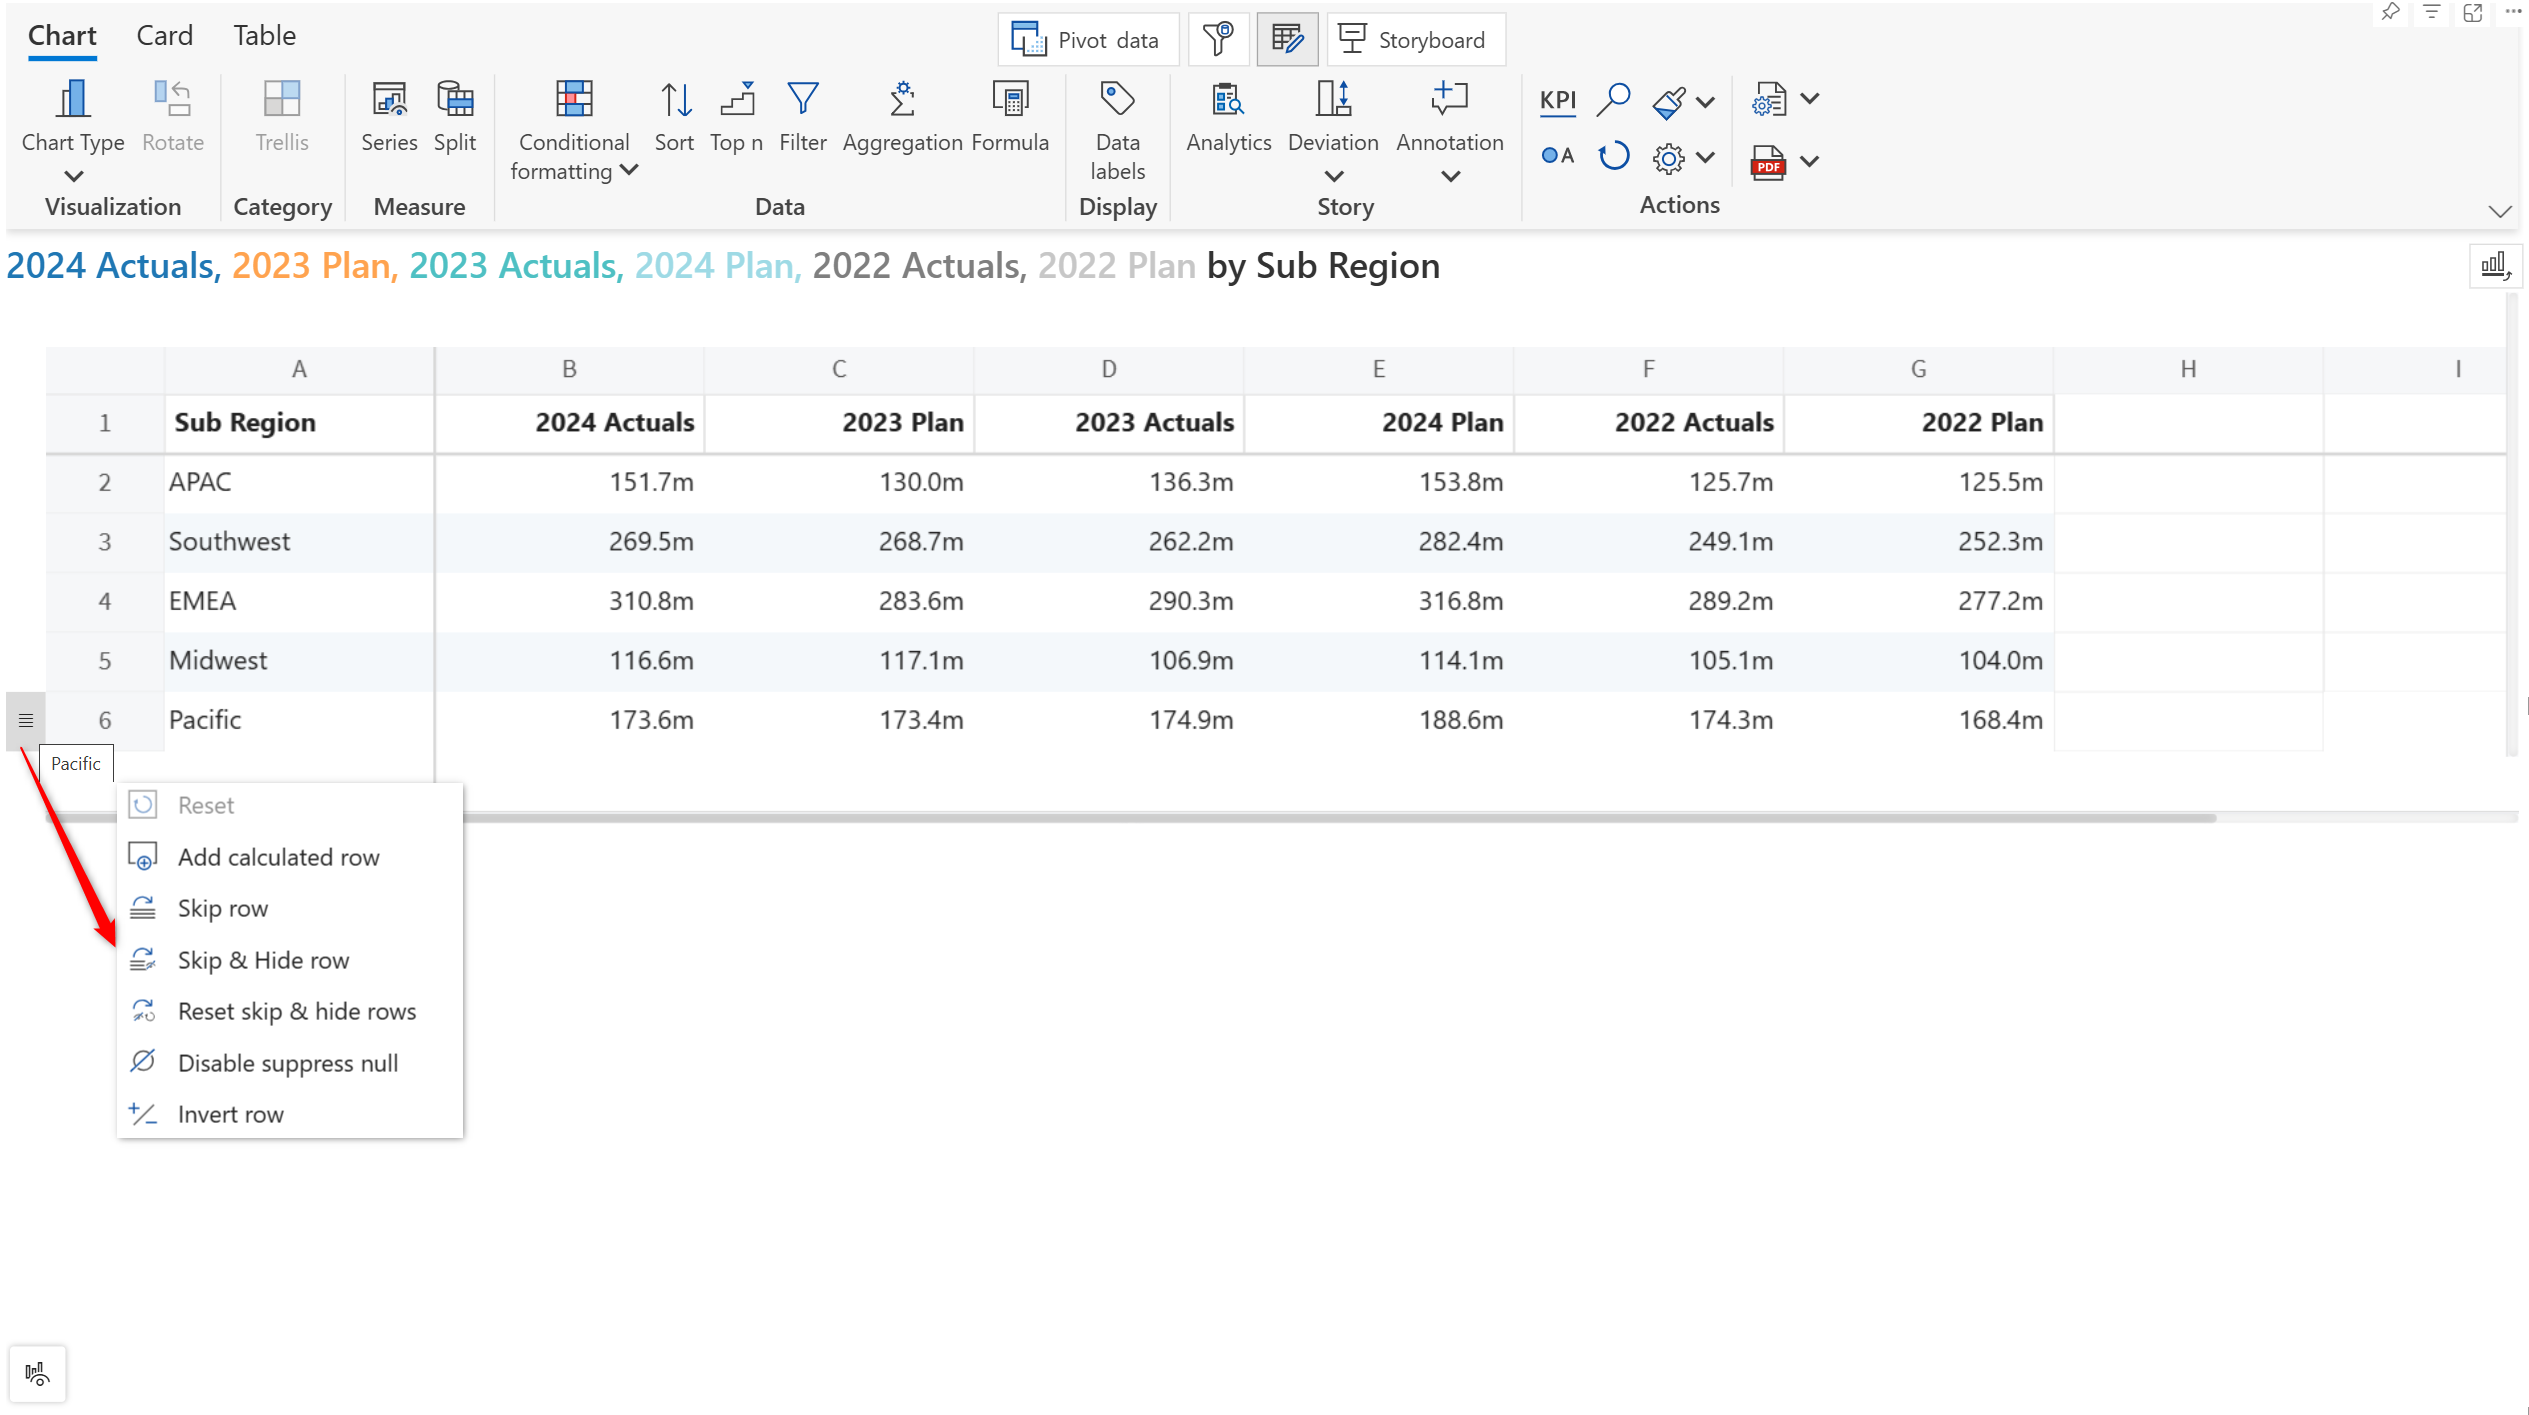 Chart Card Table
Pivot data Storyboard
Chart Type Rotate Trellis Series Split Conditional formatting Sort Top n Filter Aggregation Formula Data labels Analytics Deviation Annotation KPI A PDF
Visualization Category Measure Data Display Story Actions
2024 Actuals, 2023 Plan, 2023 Actuals, 2024 Plan, 2022 Actuals, 2022 Plan by Sub Region
A B C D E F G H I
1 Sub Region 2024 Actuals 2023 Plan 2023 Actuals 2024 Plan 2022 Actuals 2022 Plan
2 APAC 151.7m 130.0m 136.3m 153.8m 125.7m 125.5m
3 Southwest 269.5m 268.7m 262.2m 282.4m 249.1m 252.3m
4 EMEA 310.8m 283.6m 290.3m 316.8m 289.2m 277.2m
5 Midwest 116.6m 117.1m 106.9m 114.1m 105.1m 104.0m
6 Pacific 173.6m 173.4m 174.9m 188.6m 174.3m 168.4m
Pacific
Reset
Add calculated row
Skip row
Skip & Hide row
Reset skip & hide rows
Disable suppress null
Invert row